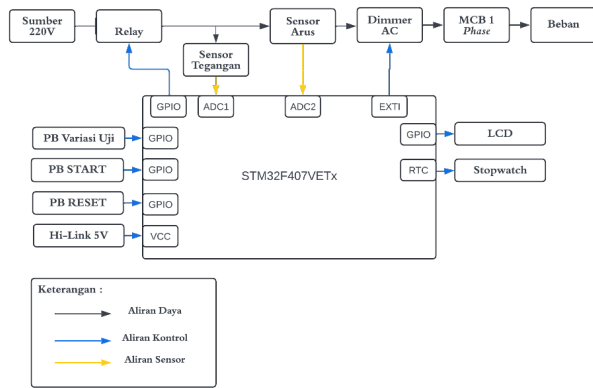 Sumber
220V
Relay
Sensor
Tegangan
Sensor
Arus
Dimmer
AC
MCB 1
Phase
Beban
GPIO
ADC1
ADC2
EXTI
PB Variasi Uji
GPIO
PB START
GPIO
PB RESET
GPIO
Hi-Link 5V
VCC
STM32F407VETx
GPIO
LCD
RTC
Stopwatch
Keterangan :
Aliran Daya
Aliran Kontrol
Aliran Sensor